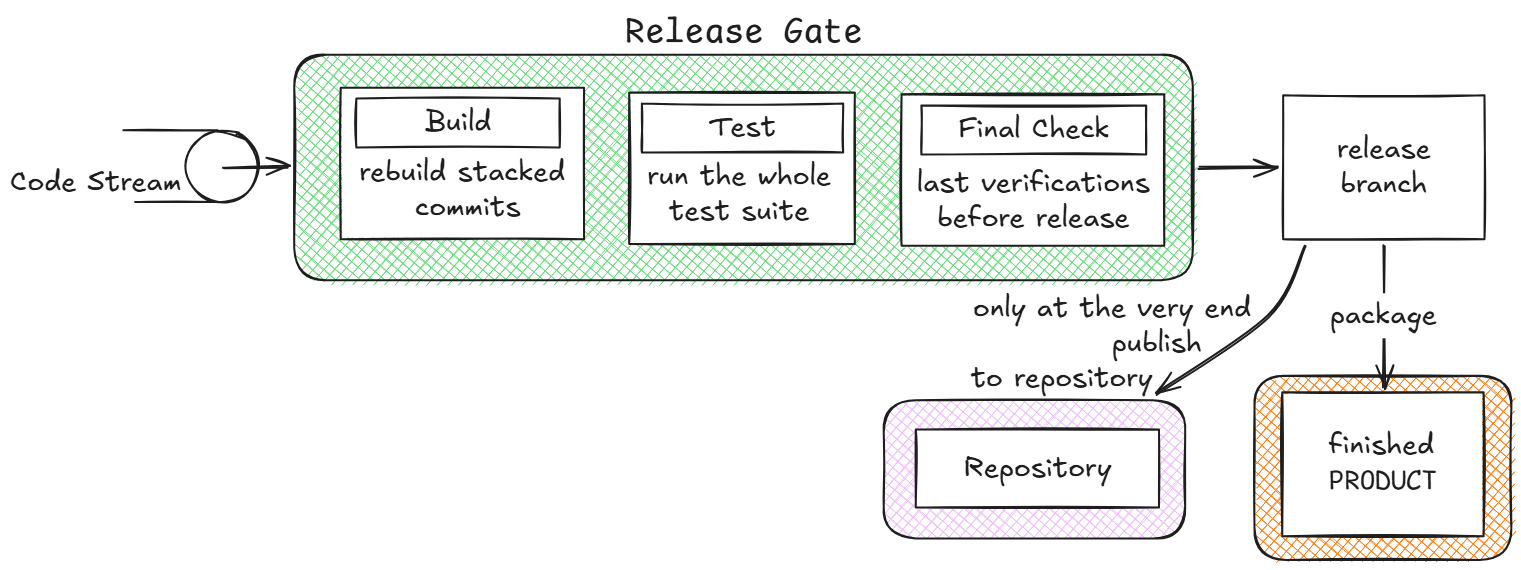 Release Gate
Build
rebuild stacked
commits
Test
run the whole
test suite
Final Check
last verifications
before release
Code Stream
release
branch
only at the very end
publish
to repository
package
Repository
finished
PRODUCT